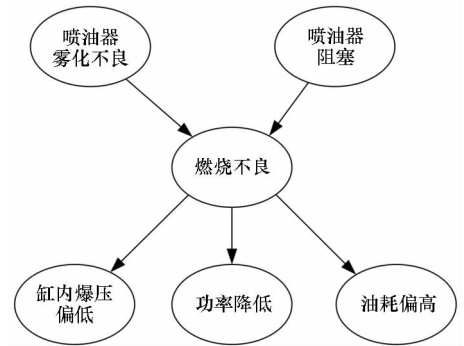 喷油器
雾化不良
喷油器
阻塞
燃烧不良
缸内爆压
偏低
功率降低
油耗偏高